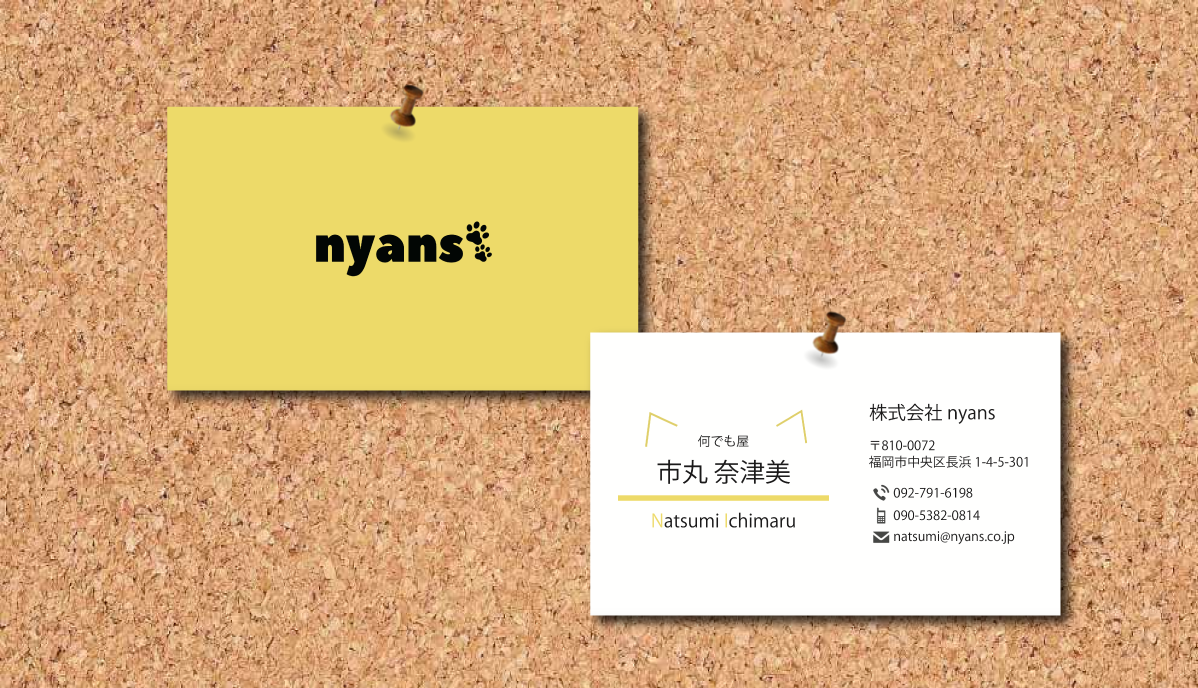 nyans
何でも屋
市丸 奈津美
Natsumi Ichimaru
株式会社 nyans
〒810-0072
福岡市中央区長浜 1-4-5-301
092-791-6198
090-5382-0814
natsumi@nyans.co.jp